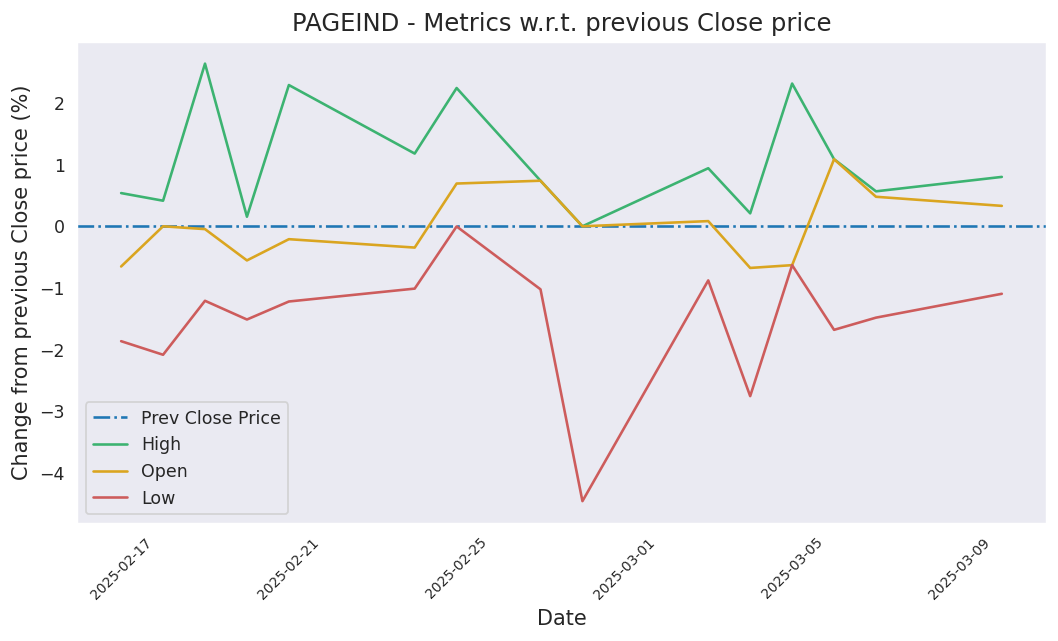 PAGEIND - Metrics w.r.t. previous Close price
Change from previous Close price (%)
2
1
0
−1
−2
−3
−4
Prev Close Price
High
Open
Low
2025-02-17
2025-02-21
2025-02-25
2025-03-01
2025-03-05
2025-03-09
Date